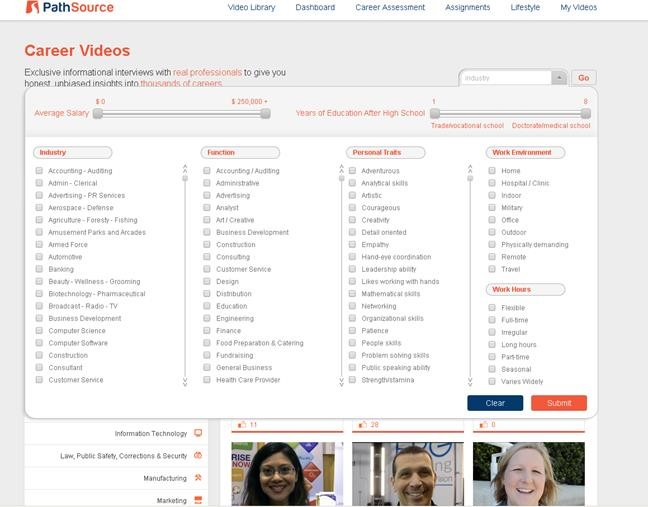 PathSource
Video Library Dashboard Career Assessment Assignments Lifestyle My Videos
Career Videos
Exclusive informational interviews with real professionals to give you
honest, unbiased insights into thousands of careers.
industry Go
Average Salary $ 0 $ 250,000 +
Years of Education After High School 1 8
Trade/vocational school Doctorate/medical school
Industry
Accounting - Auditing
Admin - Clerical
Advertising - PR Services
Aerospace - Defense
Agriculture - Foresty - Fishing
Amusement Parks and Arcades
Armed Force
Automotive
Banking
Beauty - Wellness - Grooming
Biotechnology - Pharmaceutical
Broadcast - Radio - TV
Business Development
Computer Science
Computer Software
Construction
Consultant
Customer Service
Function
Accounting / Auditing
Administrative
Advertising
Analyst
Art / Creative
Business Development
Construction
Consulting
Customer Service
Design
Distribution
Education
Engineering
Finance
Food Preparation & Catering
Fundraising
General Business
Health Care Provider
Personal Traits
Adventurous
Analytical skills
Artistic
Courageous
Creativity
Detail oriented
Empathy
Hand-eye coordination
Leadership ability
Likes working with hands
Mathematical skills
Networking
Organizational skills
Patience
People skills
Problem solving skills
Public speaking ability
Strength/stamina
Work Environment
Home
Hospital / Clinic
Indoor
Military
Office
Outdoor
Physically demanding
Remote
Travel
Work Hours
Flexible
Full-time
Irregular
Long hours
Part-time
Seasonal
Varies Widely
Clear Submit
11 28 0
Information Technology
Law, Public Safety, Corrections & Security
Manufacturing
Marketing
RISE
NOW